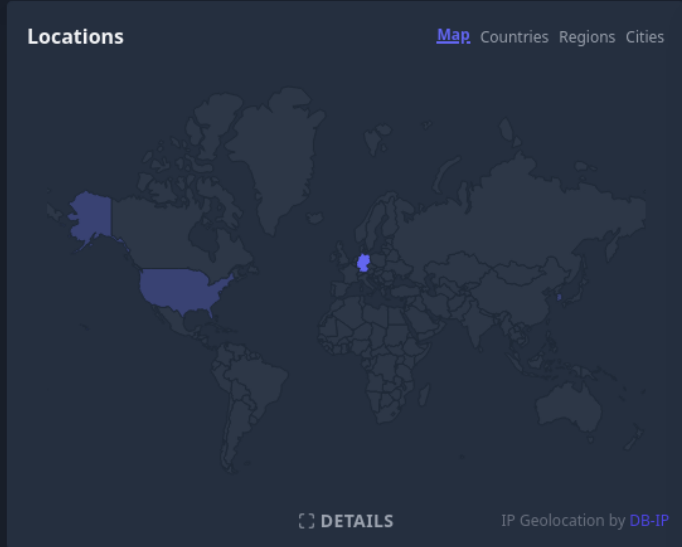 Locations
Map Countries Regions Cities
DETAILS
IP Geolocation by DB-IP